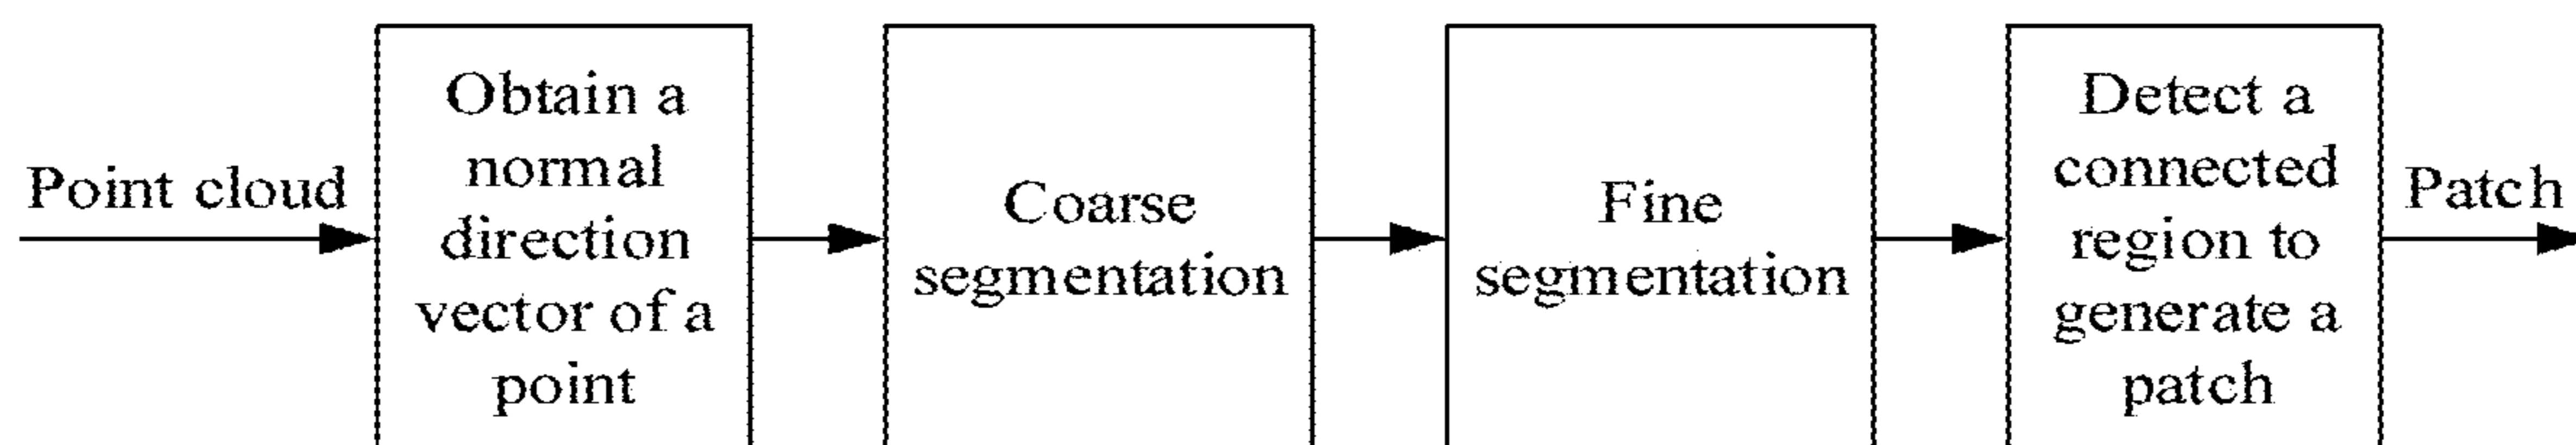 Point cloud
Obtain a
normal
direction
vector of a
point
Coarse
segmentation
Fine
segmentation
Detect a
connected
region to
generate a
patch
Patch